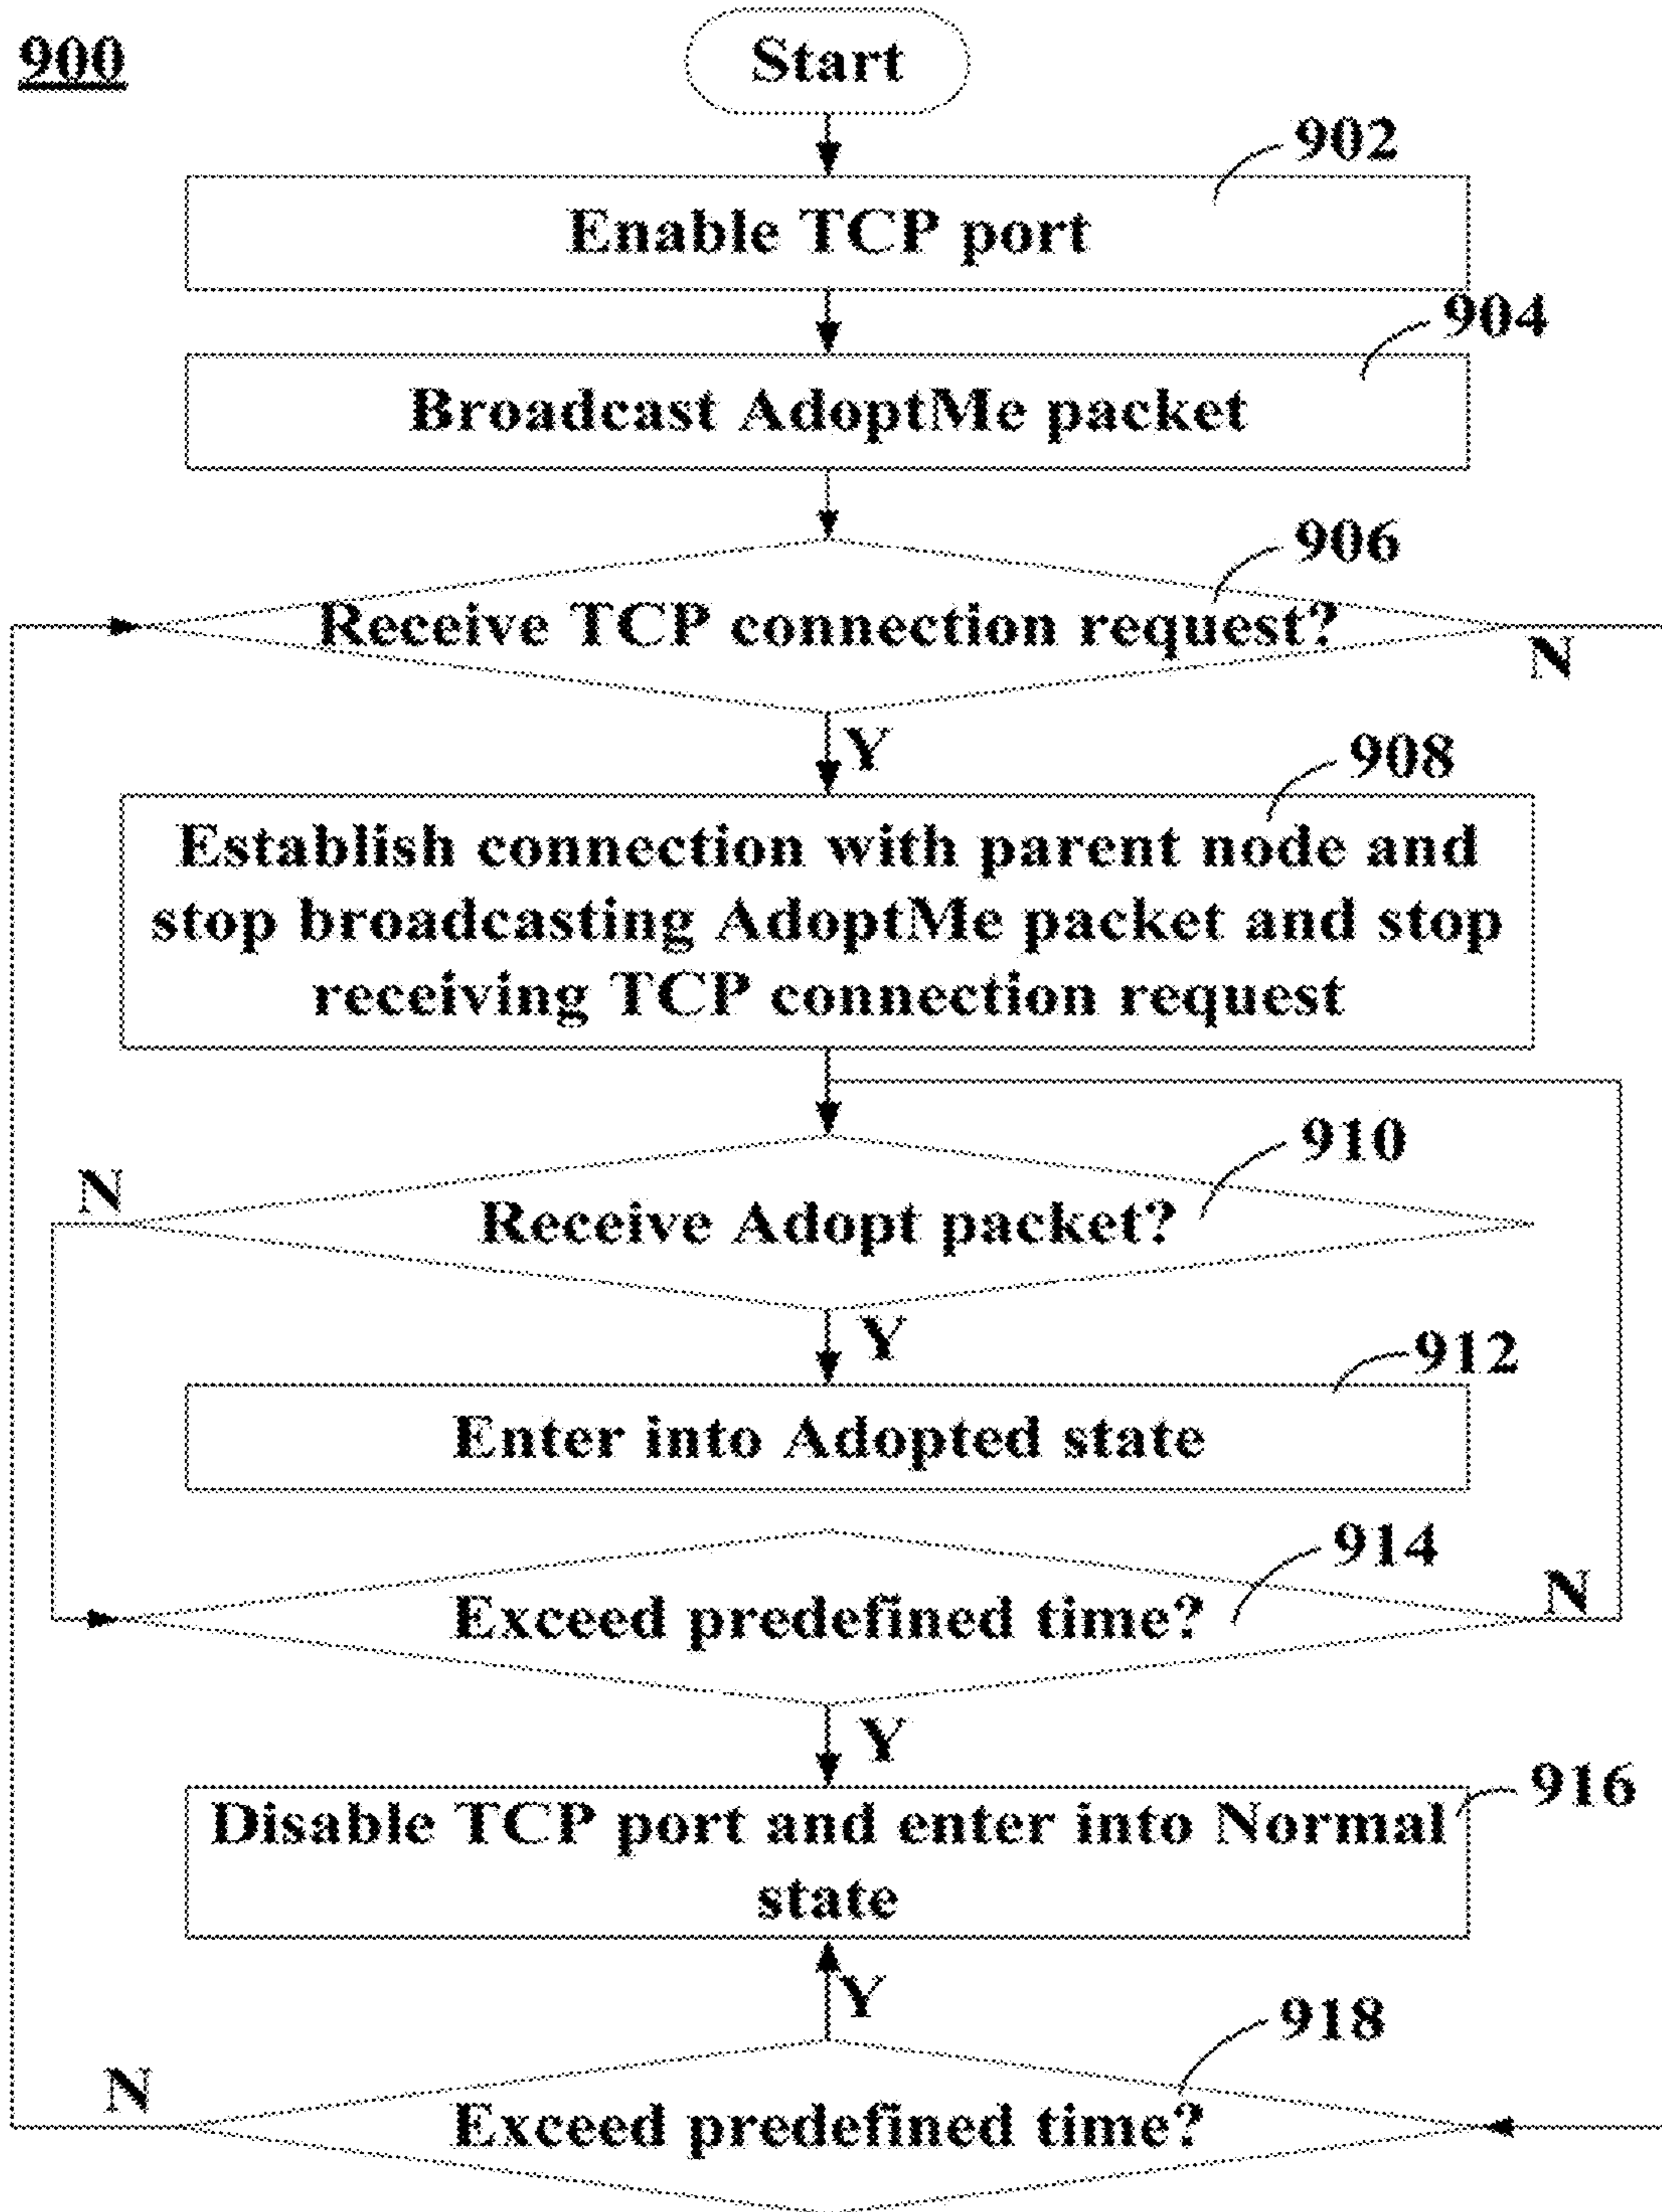 900
Start
902
Enable TCP port
904
Broadcast AdoptMe packet
906
Receive TCP connection request?
N
Y
908
Establish connection with parent node and
stop broadcasting AdoptMe packet and stop
receiving TCP connection request
910
N
Receive Adopt packet?
Y
912
Enter into Adopted state
914
Exceed predefined time?
N
Y
916
Disable TCP port and enter into Normal
state
Y
918
N
Exceed predefined time?